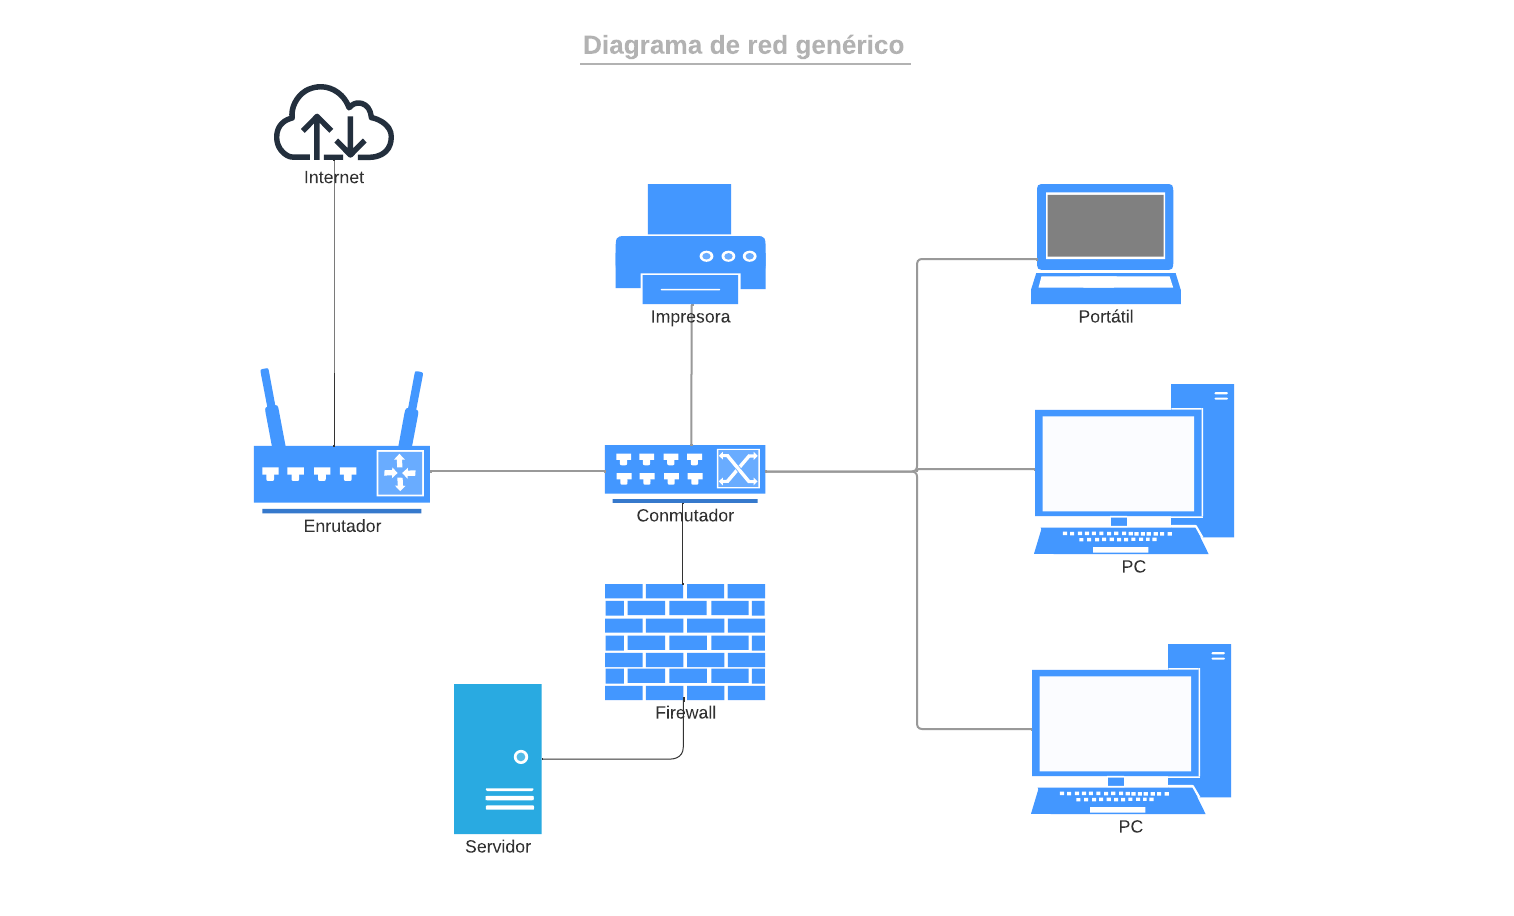 Diagrama de red genérico
Internet
Impresora
Portátil
Enrutador
Conmutador
PC
Firewall
Servidor
PC